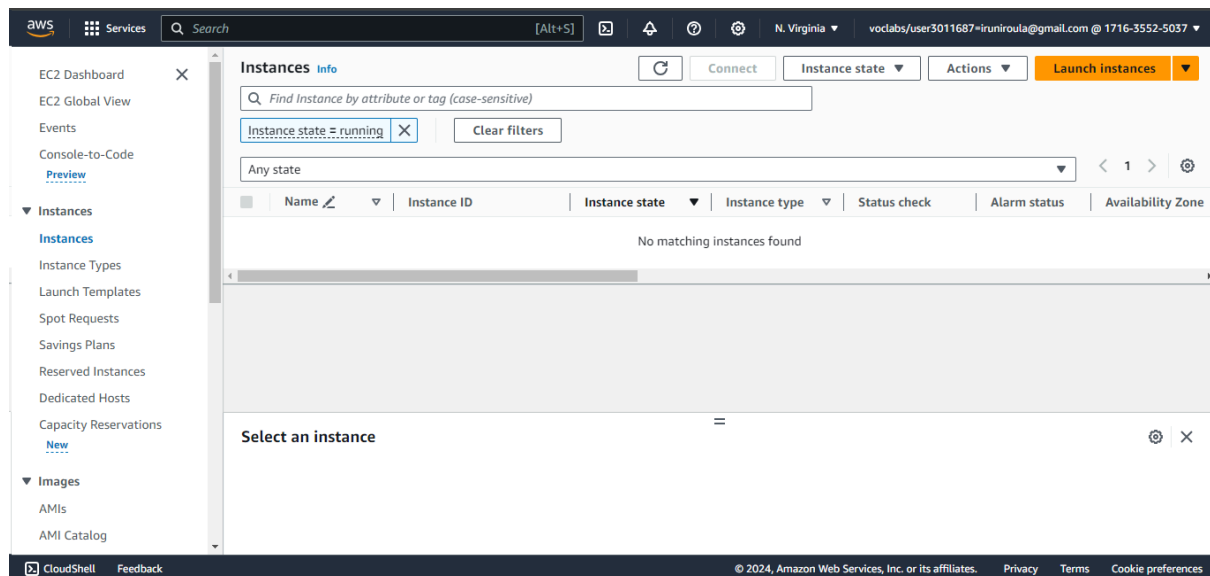 aws Services Search [Alt+S] N. Virginia voclabs/user3011687=iruniroula@gmail.com @ 1716-3552-5037
EC2 Dashboard
EC2 Global View
Events
Console-to-Code
Preview
Instances
Instances
Instance Types
Launch Templates
Spot Requests
Savings Plans
Reserved Instances
Dedicated Hosts
Capacity Reservations
New
Images
AMIs
AMI Catalog
Instances Info Connect Instance state Actions Launch instances
Find Instance by attribute or tag (case-sensitive)
Instance state = running Clear filters
Any state 1
Name Instance ID Instance state Instance type Status check Alarm status Availability Zone
No matching instances found
Select an instance
CloudShell Feedback © 2024, Amazon Web Services, Inc. or its affiliates. Privacy Terms Cookie preferences